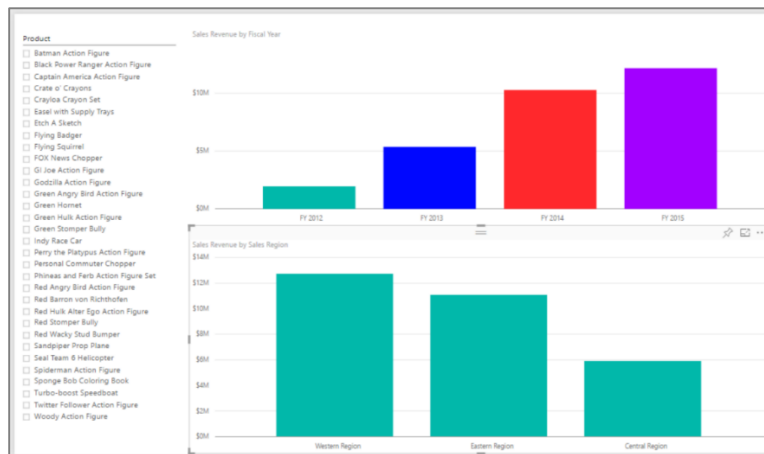 Product
Batman Action Figure
Black Power Ranger Action Figure
Captain America Action Figure
Crate o' Crayons
Crayloa Crayon Set
Easel with Supply Trays
Etch A Sketch
Flying Badger
Flying Squirrel
FOX News Chopper
GI Joe Action Figure
Godzilla Action Figure
Green Angry Bird Action Figure
Green Hornet
Green Hulk Action Figure
Green Stomper Bully
Indy Race Car
Perry the Platypus Action Figure
Personal Commuter Chopper
Phineas and Ferb Action Figure Set
Red Angry Bird Action Figure
Red Barron von Richthofen
Red Hulk Alter Ego Action Figure
Red Stomper Bully
Red Wacky Stud Bumper
Sandpiper Prop Plane
Seal Team 6 Helicopter
Spiderman Action Figure
Sponge Bob Coloring Book
Turbo-boost Speedboat
Twitter Follower Action Figure
Woody Action Figure
Sales Revenue by Fiscal Year
$10M
$5M
$0M
FY 2012 FY 2013 FY 2014 FY 2015
Sales Revenue by Sales Region
$14M
$12M
$10M
$8M
$6M
$4M
$2M
$0M
Western Region Eastern Region Central Region